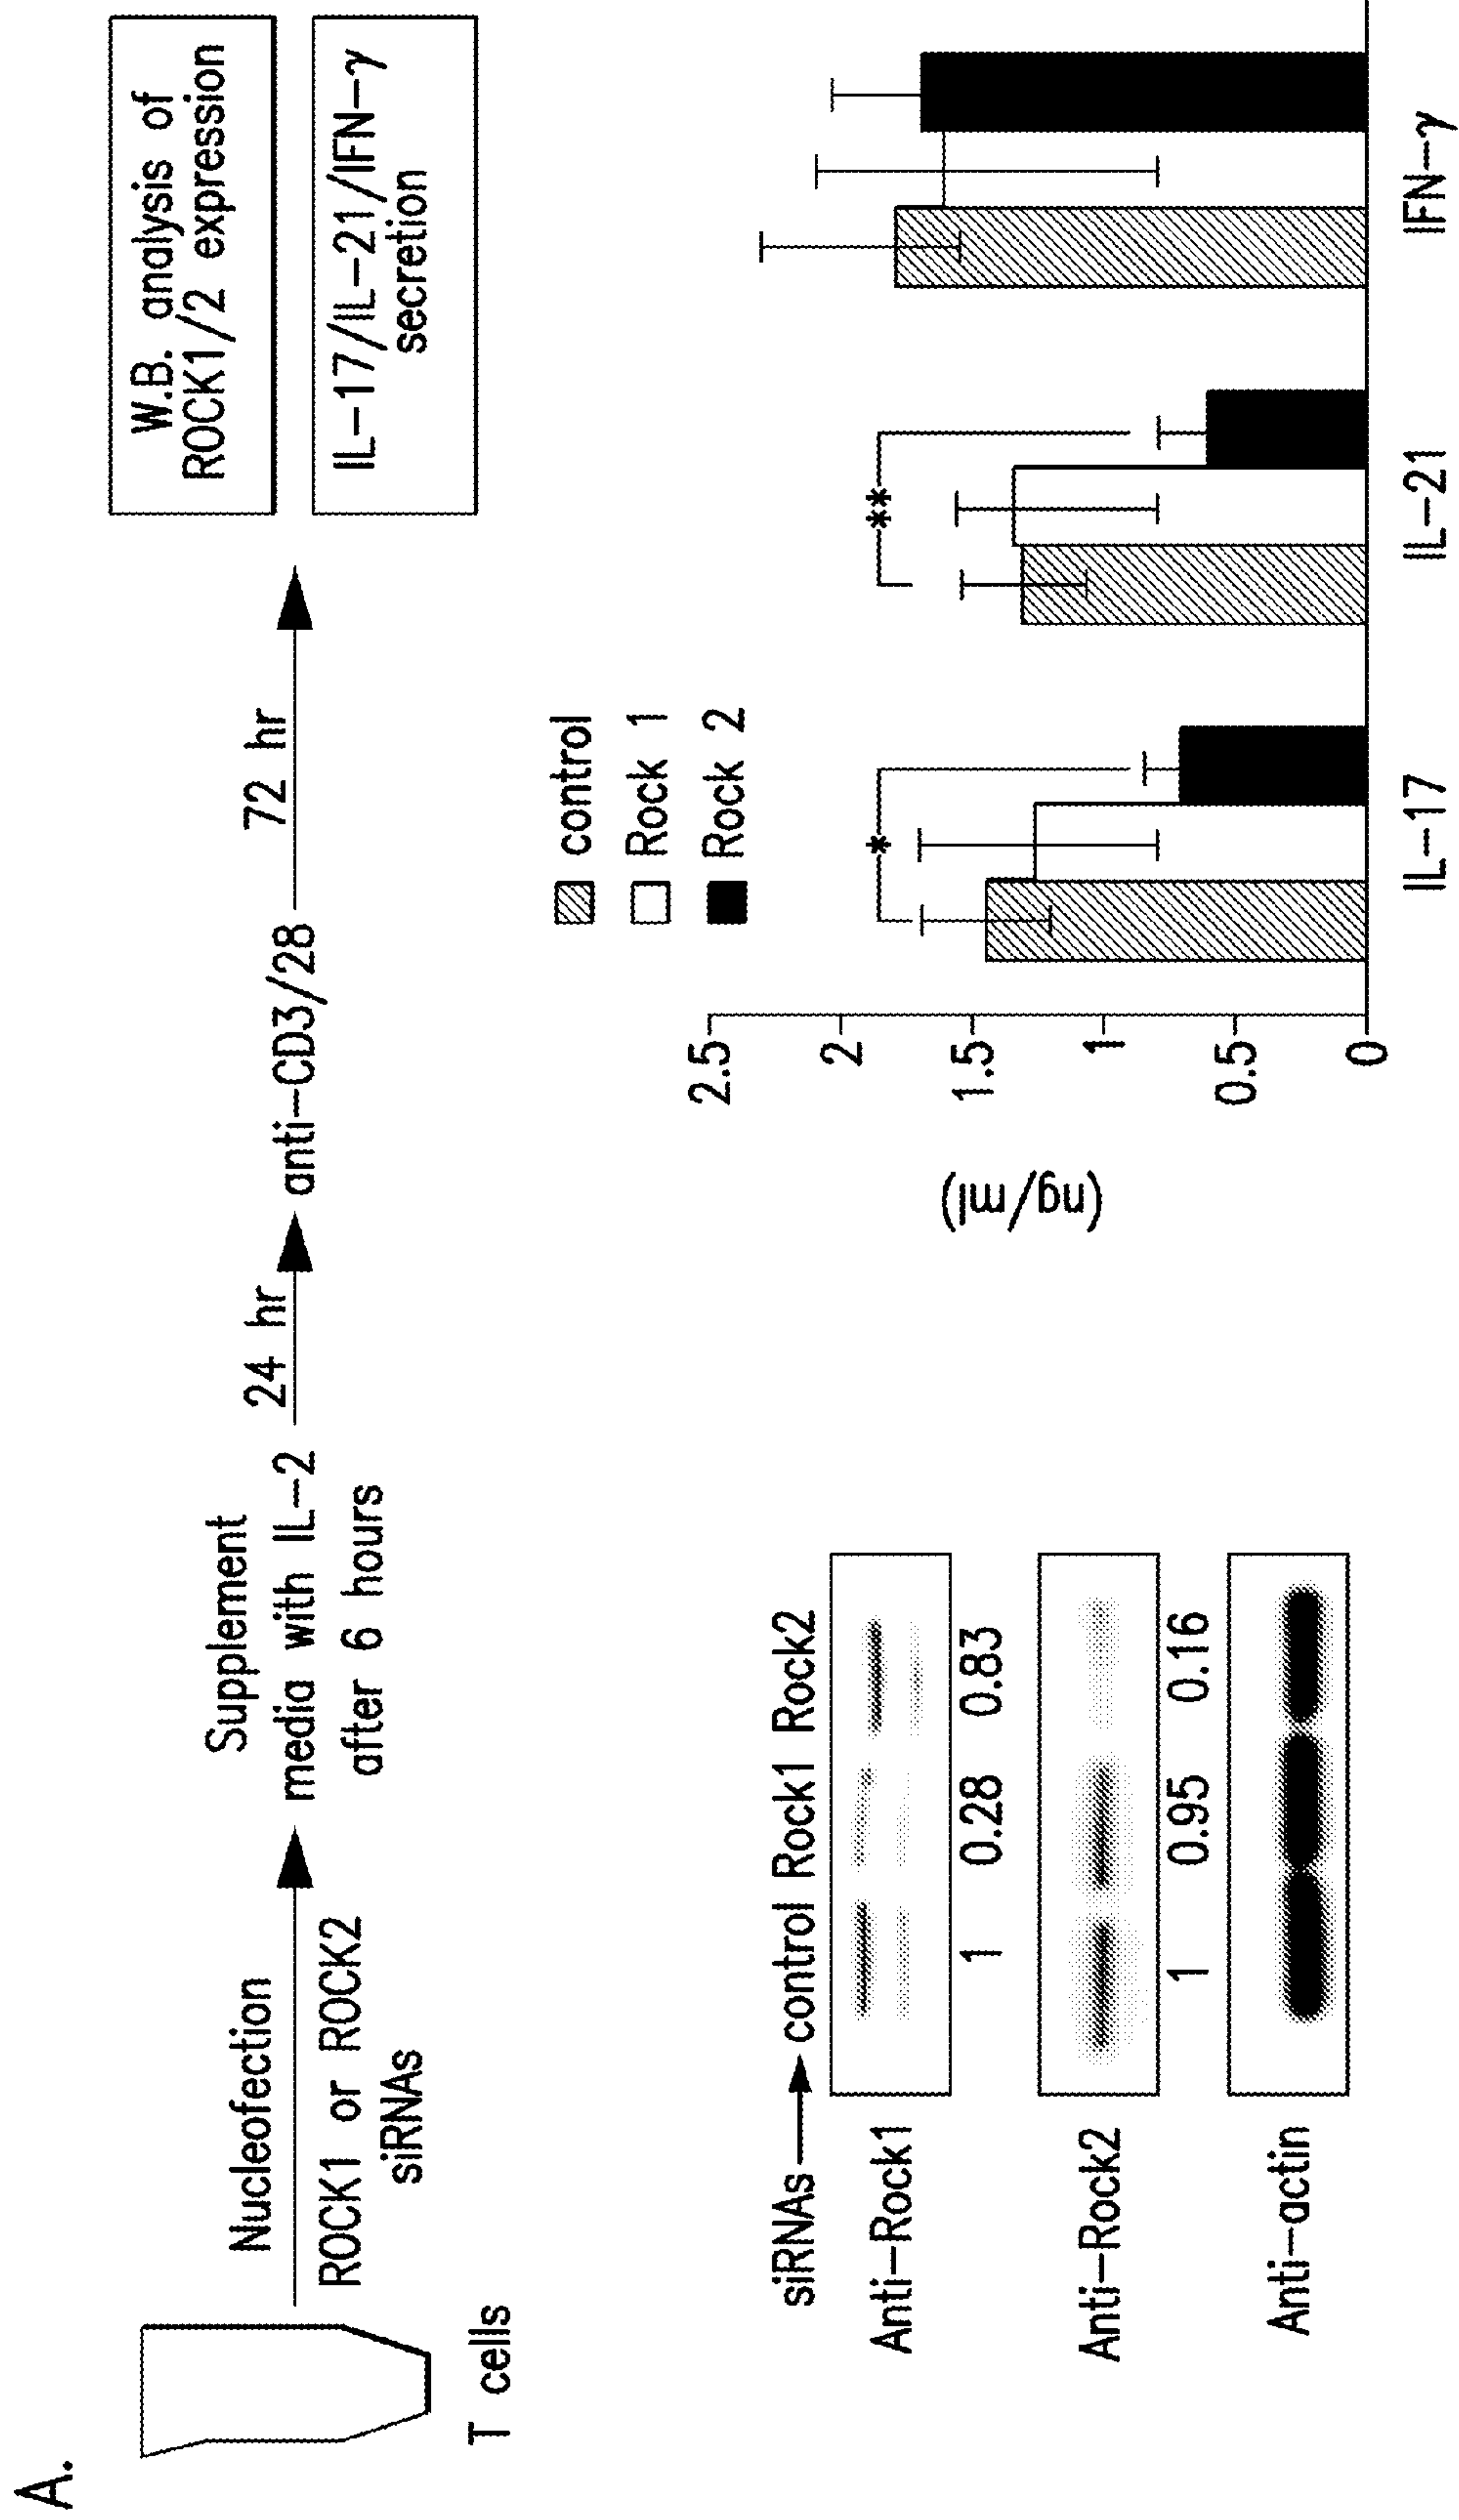 A.
T cells
Nucleofection
ROCK1 or ROCK2
siRNAs
Supplement
media with IL-2
after 6 hours
24 hr
anti-CD3/28
72 hr
W.B. analysis of
ROCK1/2 expression
IL-17/IL-21/IFN-γ
secretion
siRNAs control Rock1 Rock2
Anti-Rock1
1 0.28 0.83
Anti-Rock2
1 0.95 0.16
Anti-actin
control
Rock 1
Rock 2
(ng/ml)
2.5
2
1.5
1
0.5
0
*
**
IL-17 IL-21 IFN-γ